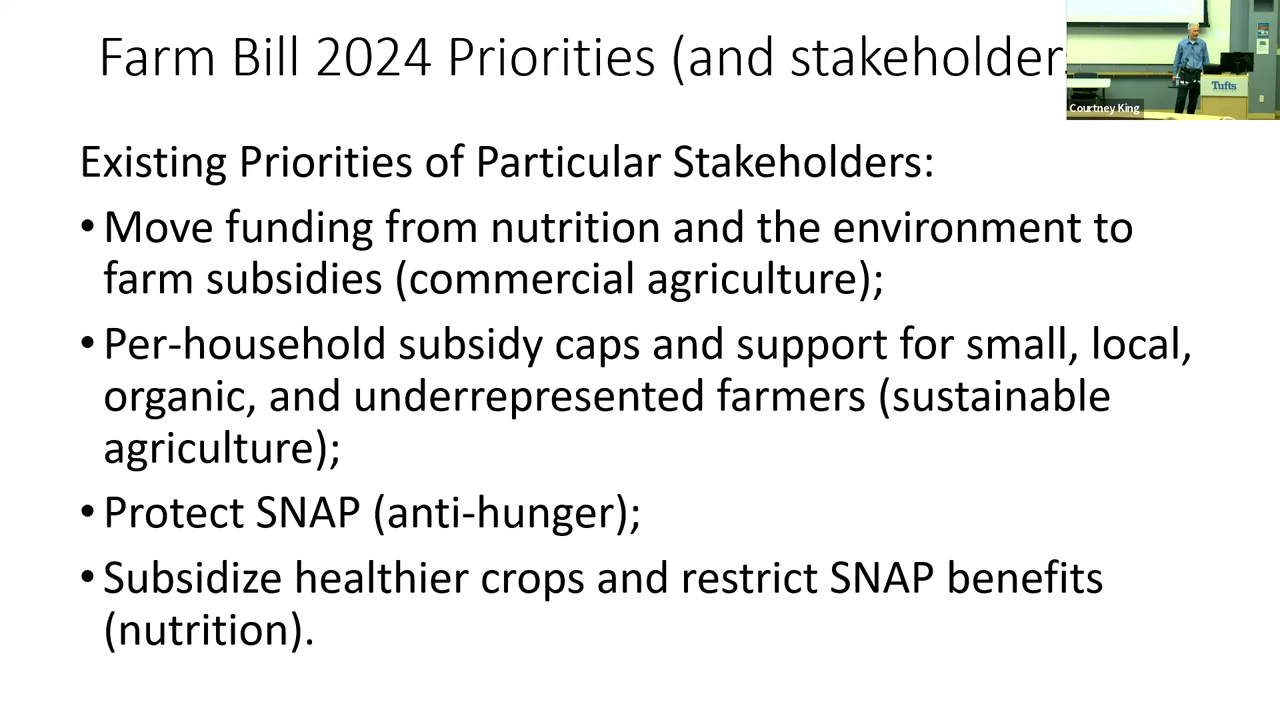 Farm Bill 2024 Priorities (and stakeholders
Courtney King
Tufts
Existing Priorities of Particular Stakeholders:
• Move funding from nutrition and the environment to
farm subsidies (commercial agriculture);
• Per-household subsidy caps and support for small, local,
organic, and underrepresented farmers (sustainable
agriculture);
• Protect SNAP (anti-hunger);
• Subsidize healthier crops and restrict SNAP benefits
(nutrition).